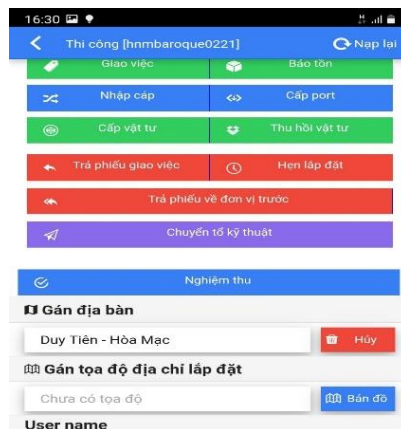 16:30
Thi công [hnmbaroque0221] Nạp lại
Giao việc Báo tồn
Nhập cáp Cấp port
Cấp vật tư Thu hồi vật tư
Trả phiếu giao việc Hẹn lắp đặt
Trả phiếu về đơn vị trước
Chuyển tổ kỹ thuật
Nghiệm thu
Gán địa bàn
Duy Tiên - Hòa Mạc Hủy
Gán tọa độ địa chỉ lắp đặt
Chưa có tọa độ Bản đồ
User name